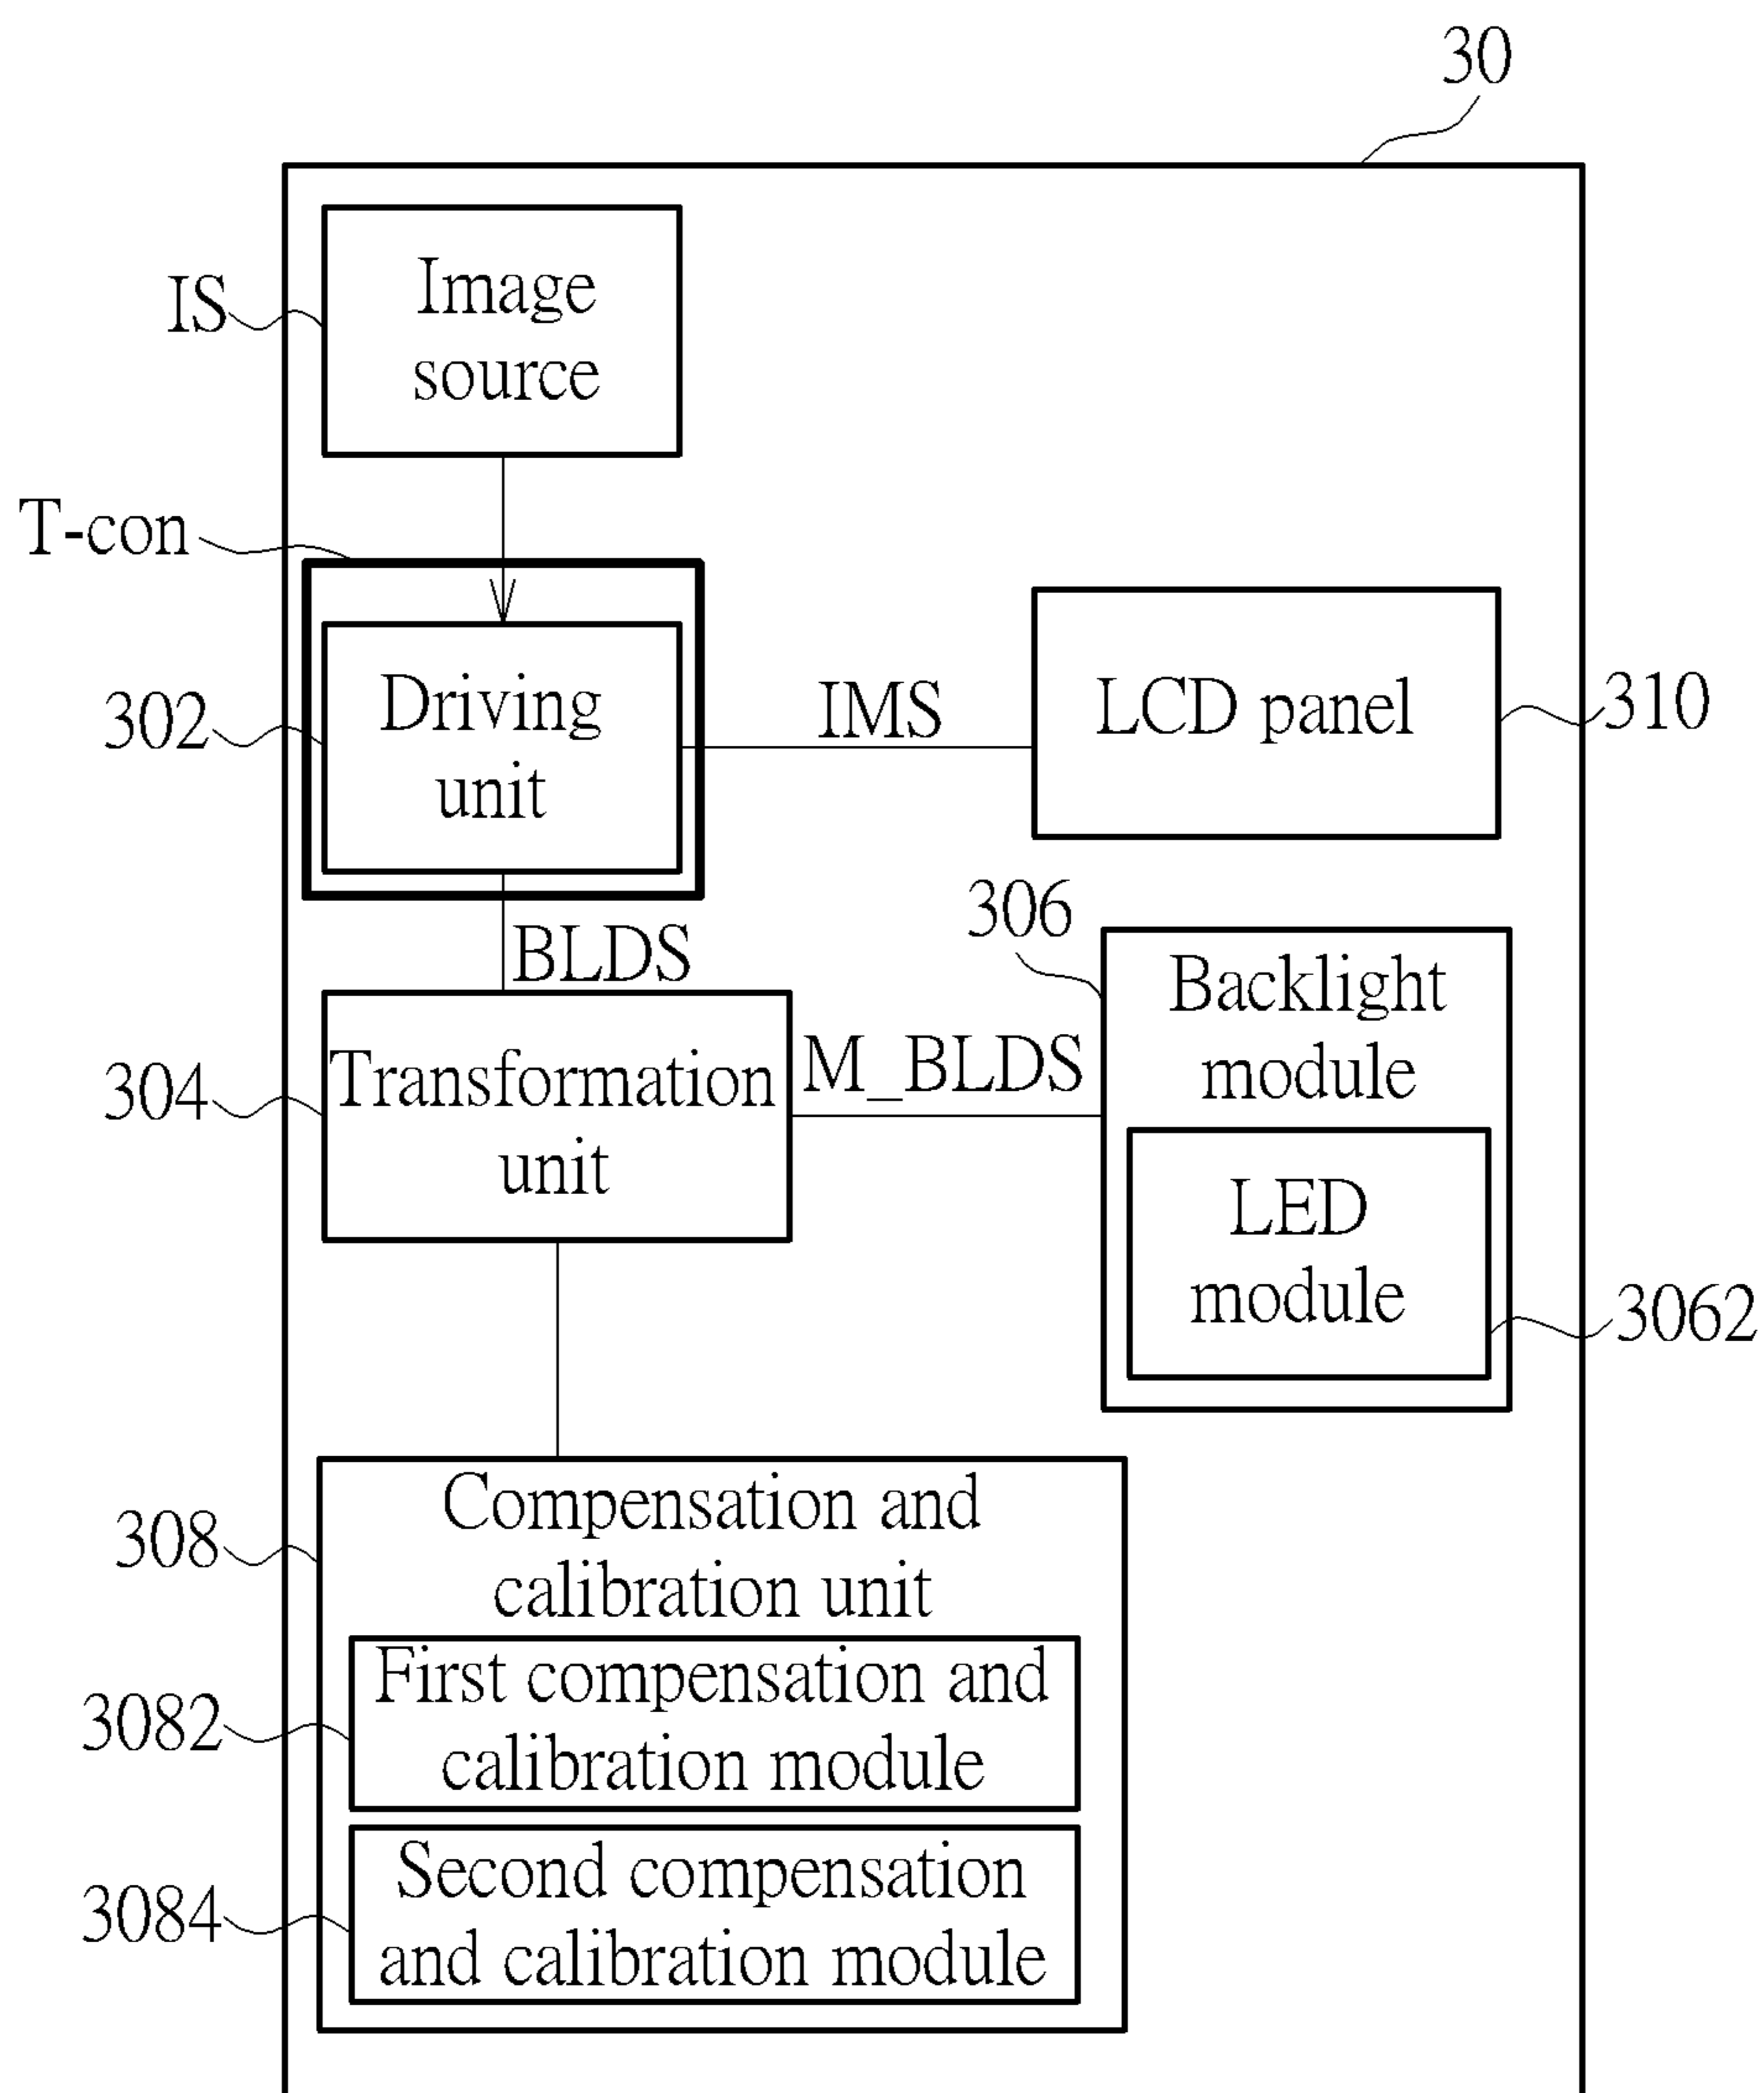 30
IS
Image
source
T-con
302
Driving
unit
IMS
LCD panel
310
BLDS
306
Backlight
module
304
Transformation
unit
M_BLDS
LED
module
3062
308
Compensation and
calibration unit
3082
First compensation and
calibration module
3084
Second compensation
and calibration module